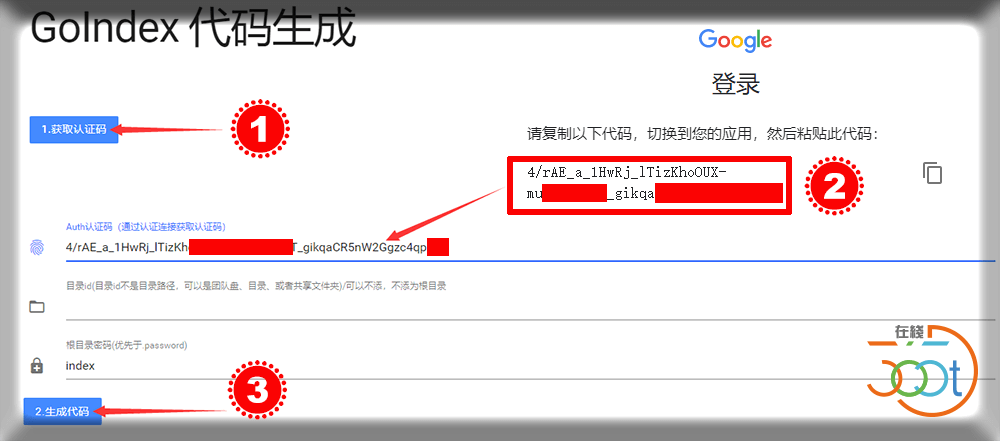 GoIndex 代码生成
Google
登录
1.获取认证码
1
请复制以下代码，切换到您的应用，然后粘贴此代码：
4/rAE_a_1HwRj_lTizKhoOUX-
mu _gikqa
2
Auth认证码（通过认证连接获取认证码）
4/rAE_a_1HwRj_lTizKh T_gikqaCR5nW2Ggzc4qp
目录id(目录id不是目录路径，可以是团队盘、目录，或者共享文件夹)/可以不添，不添为根目录
根目录密码(优先于.password)
index
2.生成代码
3
在线